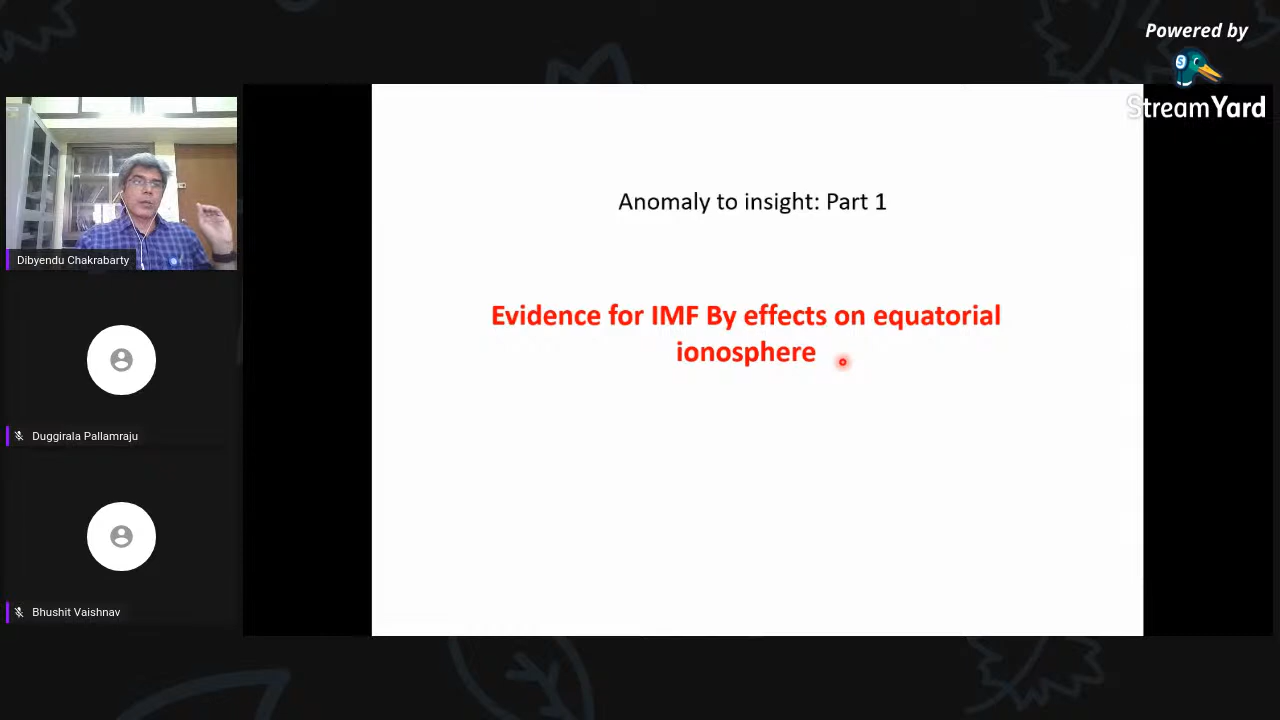 Powered by
StreamYard
Anomaly to insight: Part 1
Evidence for IMF By effects on equatorial
ionosphere
Dibyendu Chakrabarty
Duggirala Pallamraju
Bhushit Vaishnav